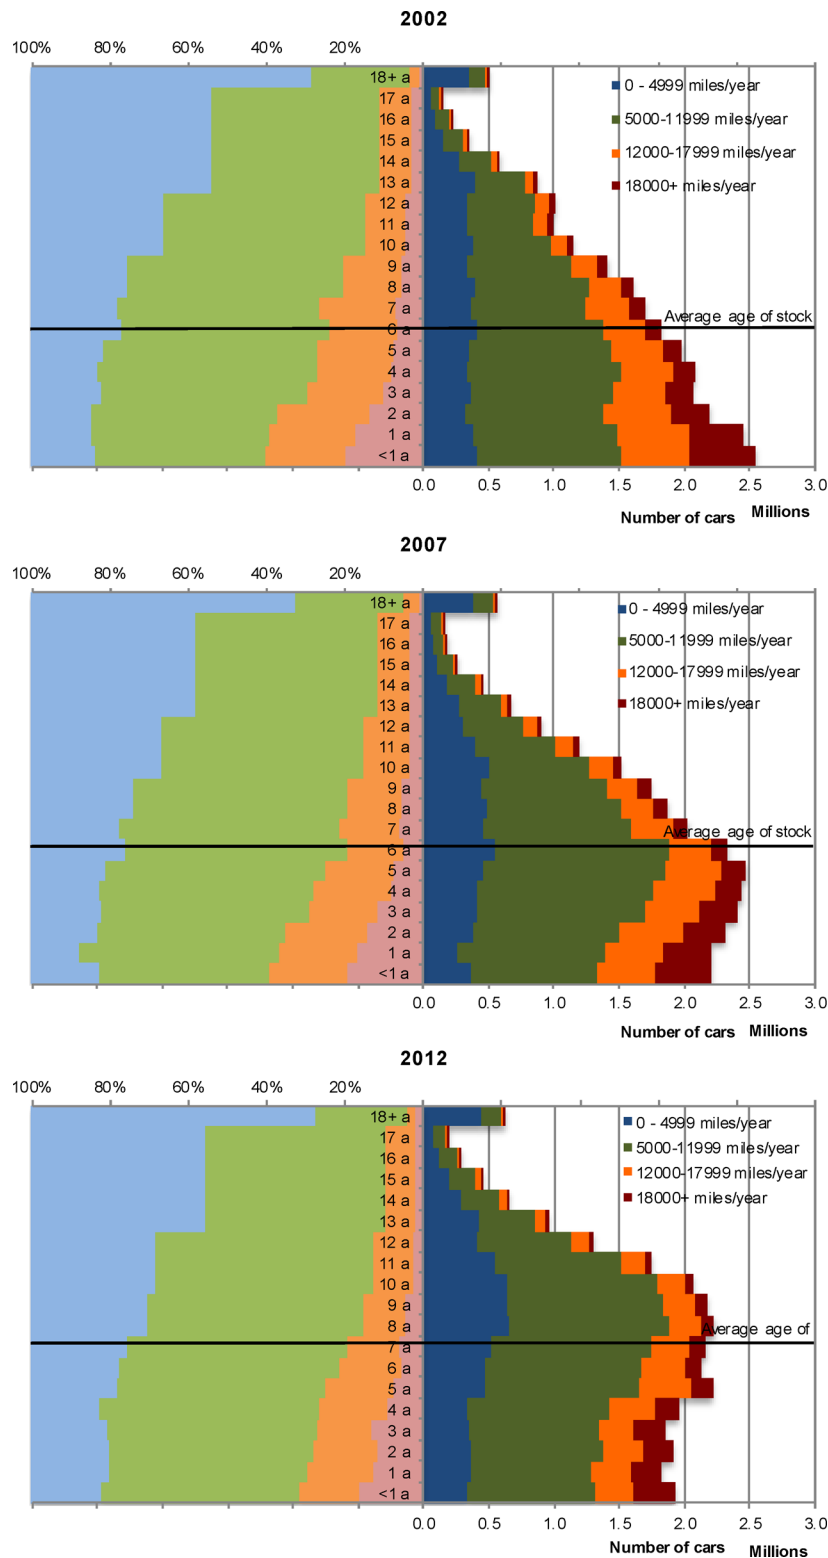 2002
100% 80% 60% 40% 20%
18+ a
17 a
16 a
15 a
14 a
13 a
12 a
11 a
10 a
9 a
8 a
7 a
6 a
5 a
4 a
3 a
2 a
1 a
<1 a
0 - 4999 miles/year
5000-11999 miles/year
12000-17999 miles/year
18000+ miles/year
Average age of stock
0.0 0.5 1.0 1.5 2.0 2.5 3.0
Number of cars Millions
2007
100% 80% 60% 40% 20%
18+ a
17 a
16 a
15 a
14 a
13 a
12 a
11 a
10 a
9 a
8 a
7 a
6 a
5 a
4 a
3 a
2 a
1 a
<1 a
0 - 4999 miles/year
5000-11999 miles/year
12000-17999 miles/year
18000+ miles/year
Average age of stock
0.0 0.5 1.0 1.5 2.0 2.5 3.0
Number of cars Millions
2012
100% 80% 60% 40% 20%
18+ a
17 a
16 a
15 a
14 a
13 a
12 a
11 a
10 a
9 a
8 a
7 a
6 a
5 a
4 a
3 a
2 a
1 a
<1 a
0 - 4999 miles/year
5000-11999 miles/year
12000-17999 miles/year
18000+ miles/year
Average age of
0.0 0.5 1.0 1.5 2.0 2.5 3.0
Number of cars Millions